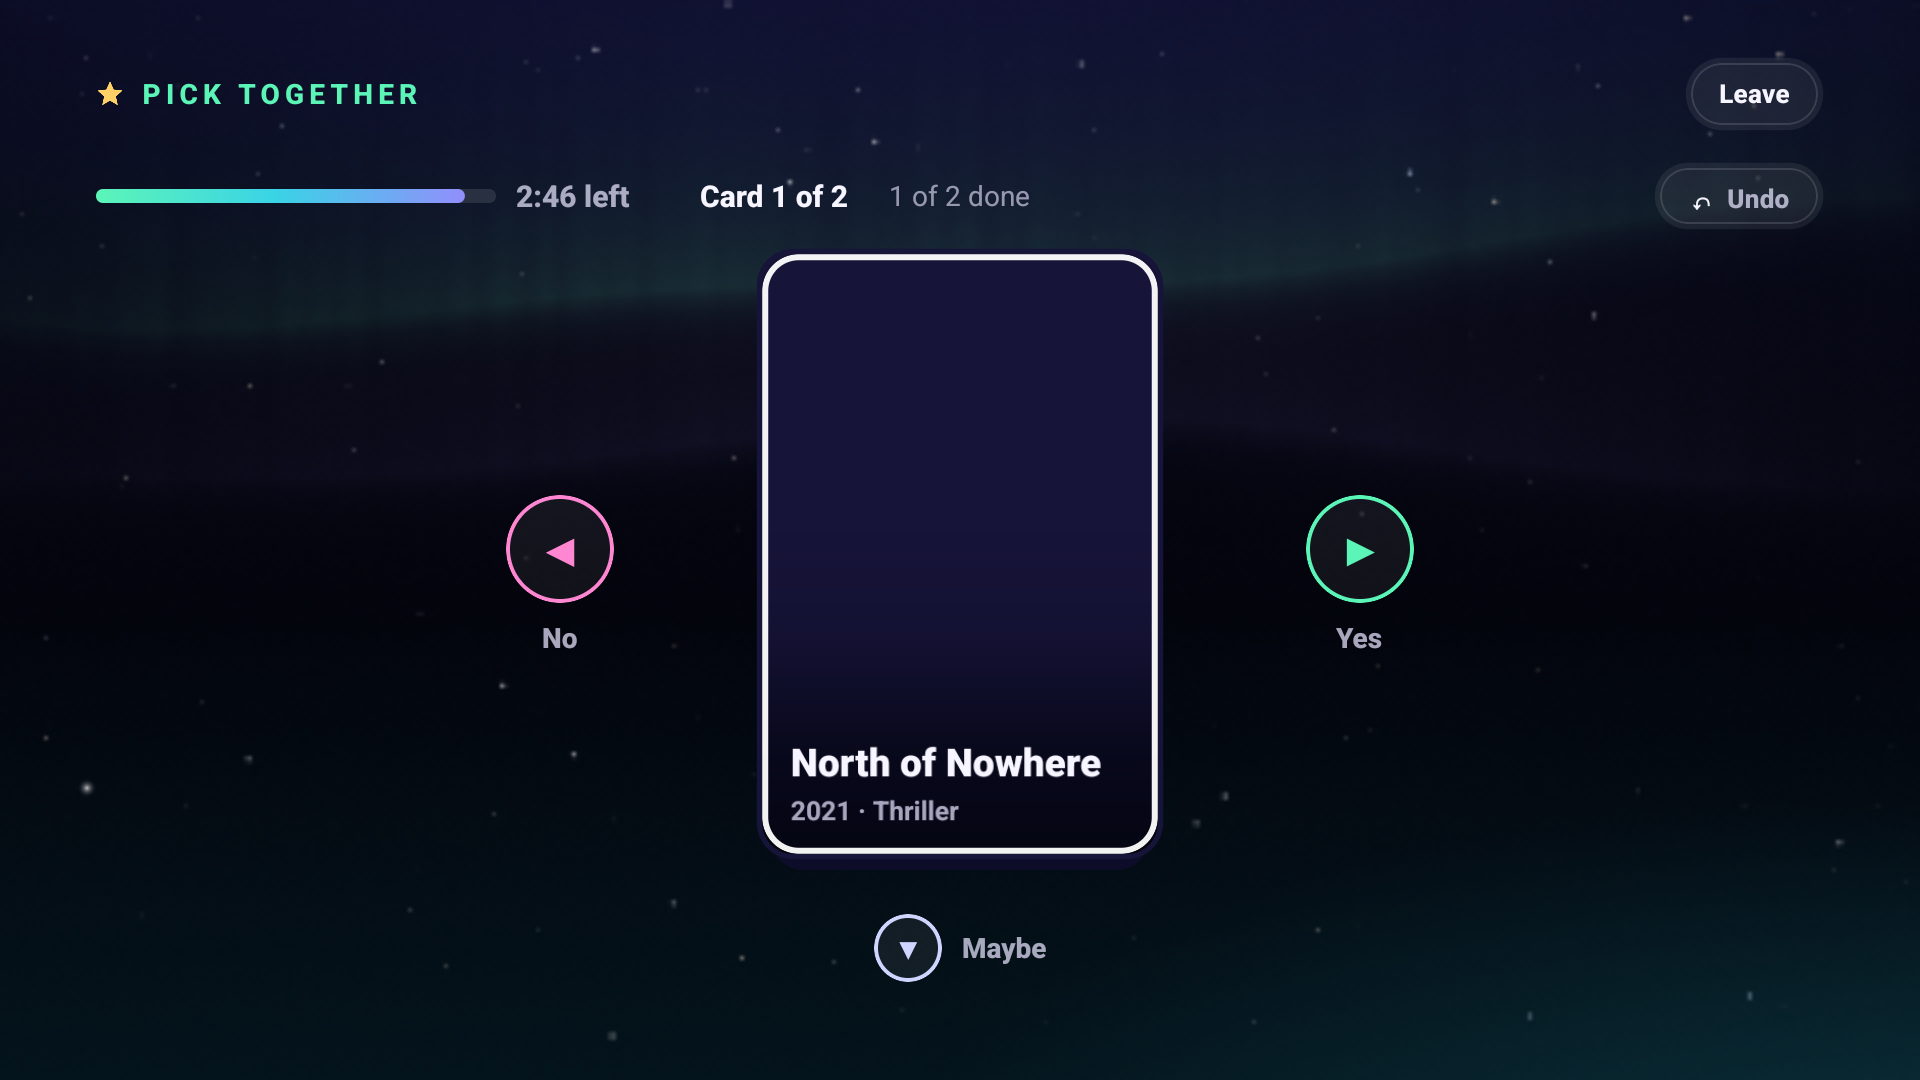 PICK TOGETHER
Leave
2:46 left
Card 1 of 2
1 of 2 done
Undo
No
Yes
North of Nowhere
2021 · Thriller
Maybe